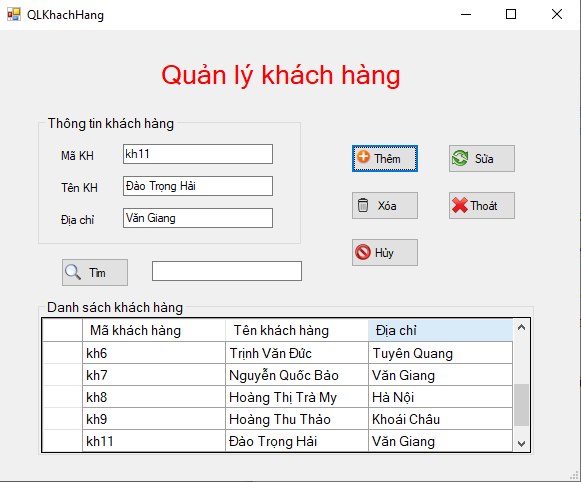 QLKhachHang
Quản lý khách hàng
Thông tin khách hàng
Mã KH kh11
Tên KH Đào Trọng Hải
Địa chỉ Văn Giang
Thêm Sửa
Xóa Thoát
Hủy
Tìm
Danh sách khách hàng
Mã khách hàng Tên khách hàng Địa chỉ
kh6 Trịnh Văn Đức Tuyên Quang
kh7 Nguyễn Quốc Bảo Văn Giang
kh8 Hoàng Thị Trà My Hà Nội
kh9 Hoàng Thu Thảo Khoái Châu
kh11 Đào Trọng Hải Văn Giang